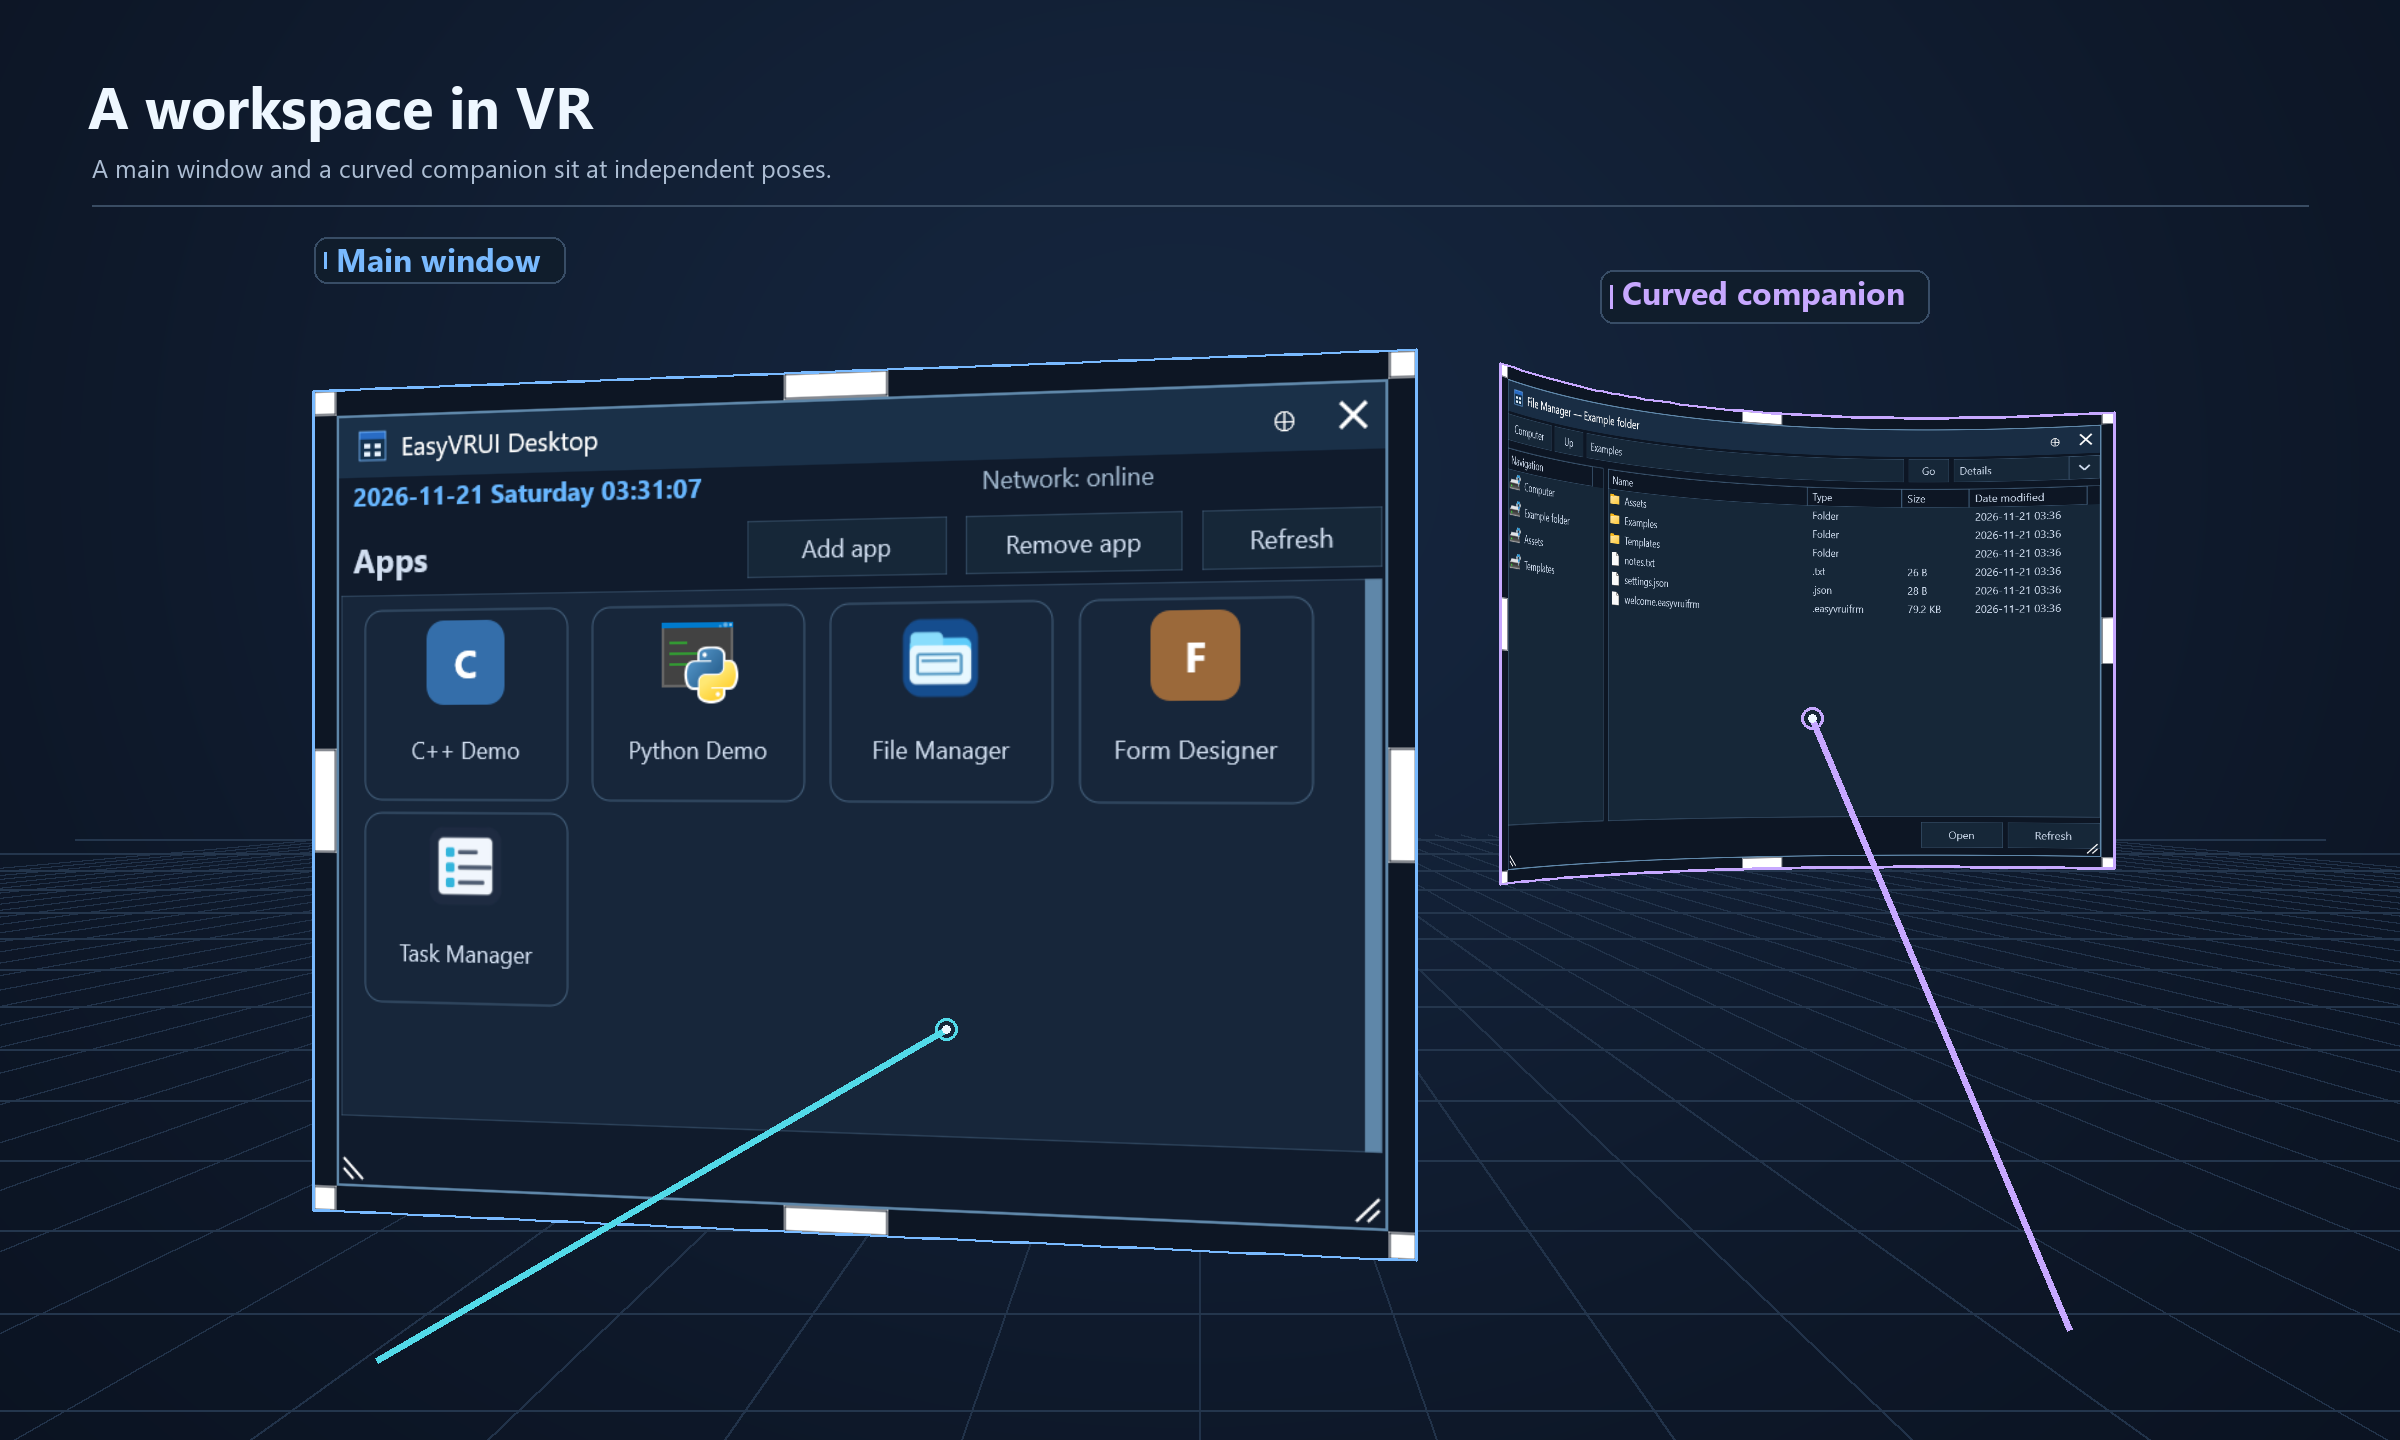 A workspace in VR
A main window and a curved companion sit at independent poses.
Main window
EasyVRUI Desktop
2026-11-21 Saturday 03:31:07
Network: online
Apps
Add app
Remove app
Refresh
C
C++ Demo
Python Demo
File Manager
F
Form Designer
Task Manager
Curved companion
File Manager — Example folder
Computer
Up
Examples
Go
Details
Navigation
Computer
Example folder
Assets
Templates
Name Type Size Date modified
Assets Folder 2026-11-21 03:36
Examples Folder 2026-11-21 03:36
Templates Folder 2026-11-21 03:36
notes.txt .txt 26 B 2026-11-21 03:36
settings.json .json 28 B 2026-11-21 03:36
welcome.easyvruifrm .easyvruifrm 79.2 KB 2026-11-21 03:36
Open
Refresh